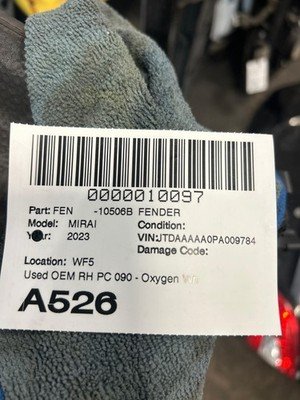 0000010097
Part: FEN -10506B FENDER
Model: MIRAI Condition:
Year: 2023 VIN:JTDAAAAA0PA009784
Damage Code:
Location: WF5
Used OEM RH PC 090 - Oxygen
A526